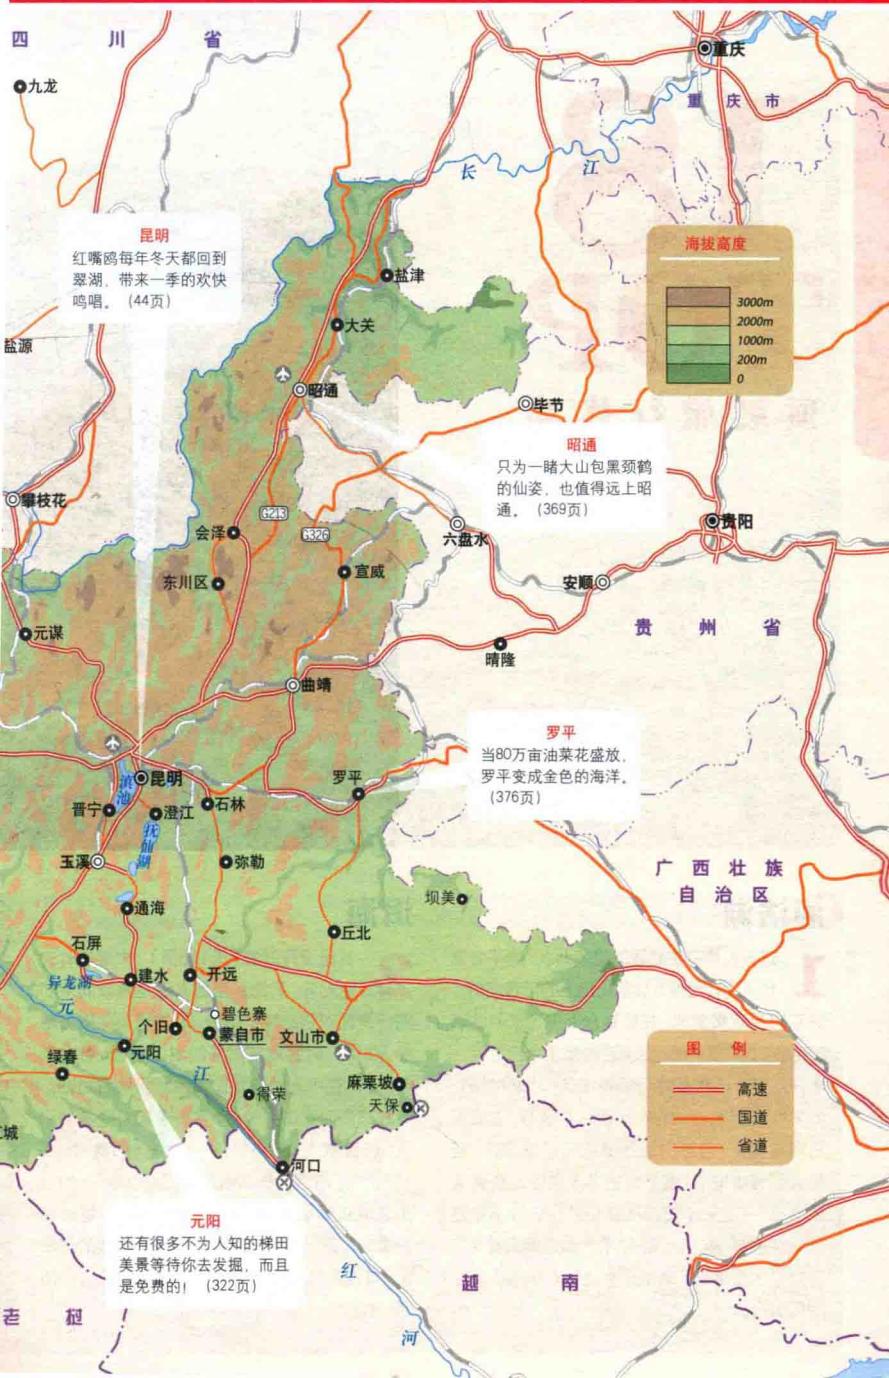 四川省
重庆
九龙
重庆市
长江
昆明
红嘴鸥每年冬天都回到
翠湖，带来一季的欢快
鸣唱。（44页）
海拔高度
3000m
2000m
1000m
200m
0
盐津
大关
盐源
昭通
毕节
昭通
只为一睹大山包黑颈鹤
的仙姿，也值得远上昭
通。（369页）
攀枝花
G213
会泽
G326
六盘水
贵阳
东川区
宣威
安顺
元谋
贵州省
晴隆
曲靖
罗平
当80万亩油菜花盛放，
罗平变成金色的海洋。
（376页）
昆明
滇池
罗平
晋宁
澄江
石林
抚仙湖
玉溪
弥勒
广西壮族
自治区
坝美
通海
丘北
石屏
建水
开远
异龙湖
元江
碧色寨
个旧
蒙自市
文山市
元阳
绿春
图例
高速
国道
省道
麻栗坡
天保
得荣
城
河口
元阳
还有很多不为人知的梯田
美景等待你去发掘，而且
是免费的！（322页）
红河
越南
老挝